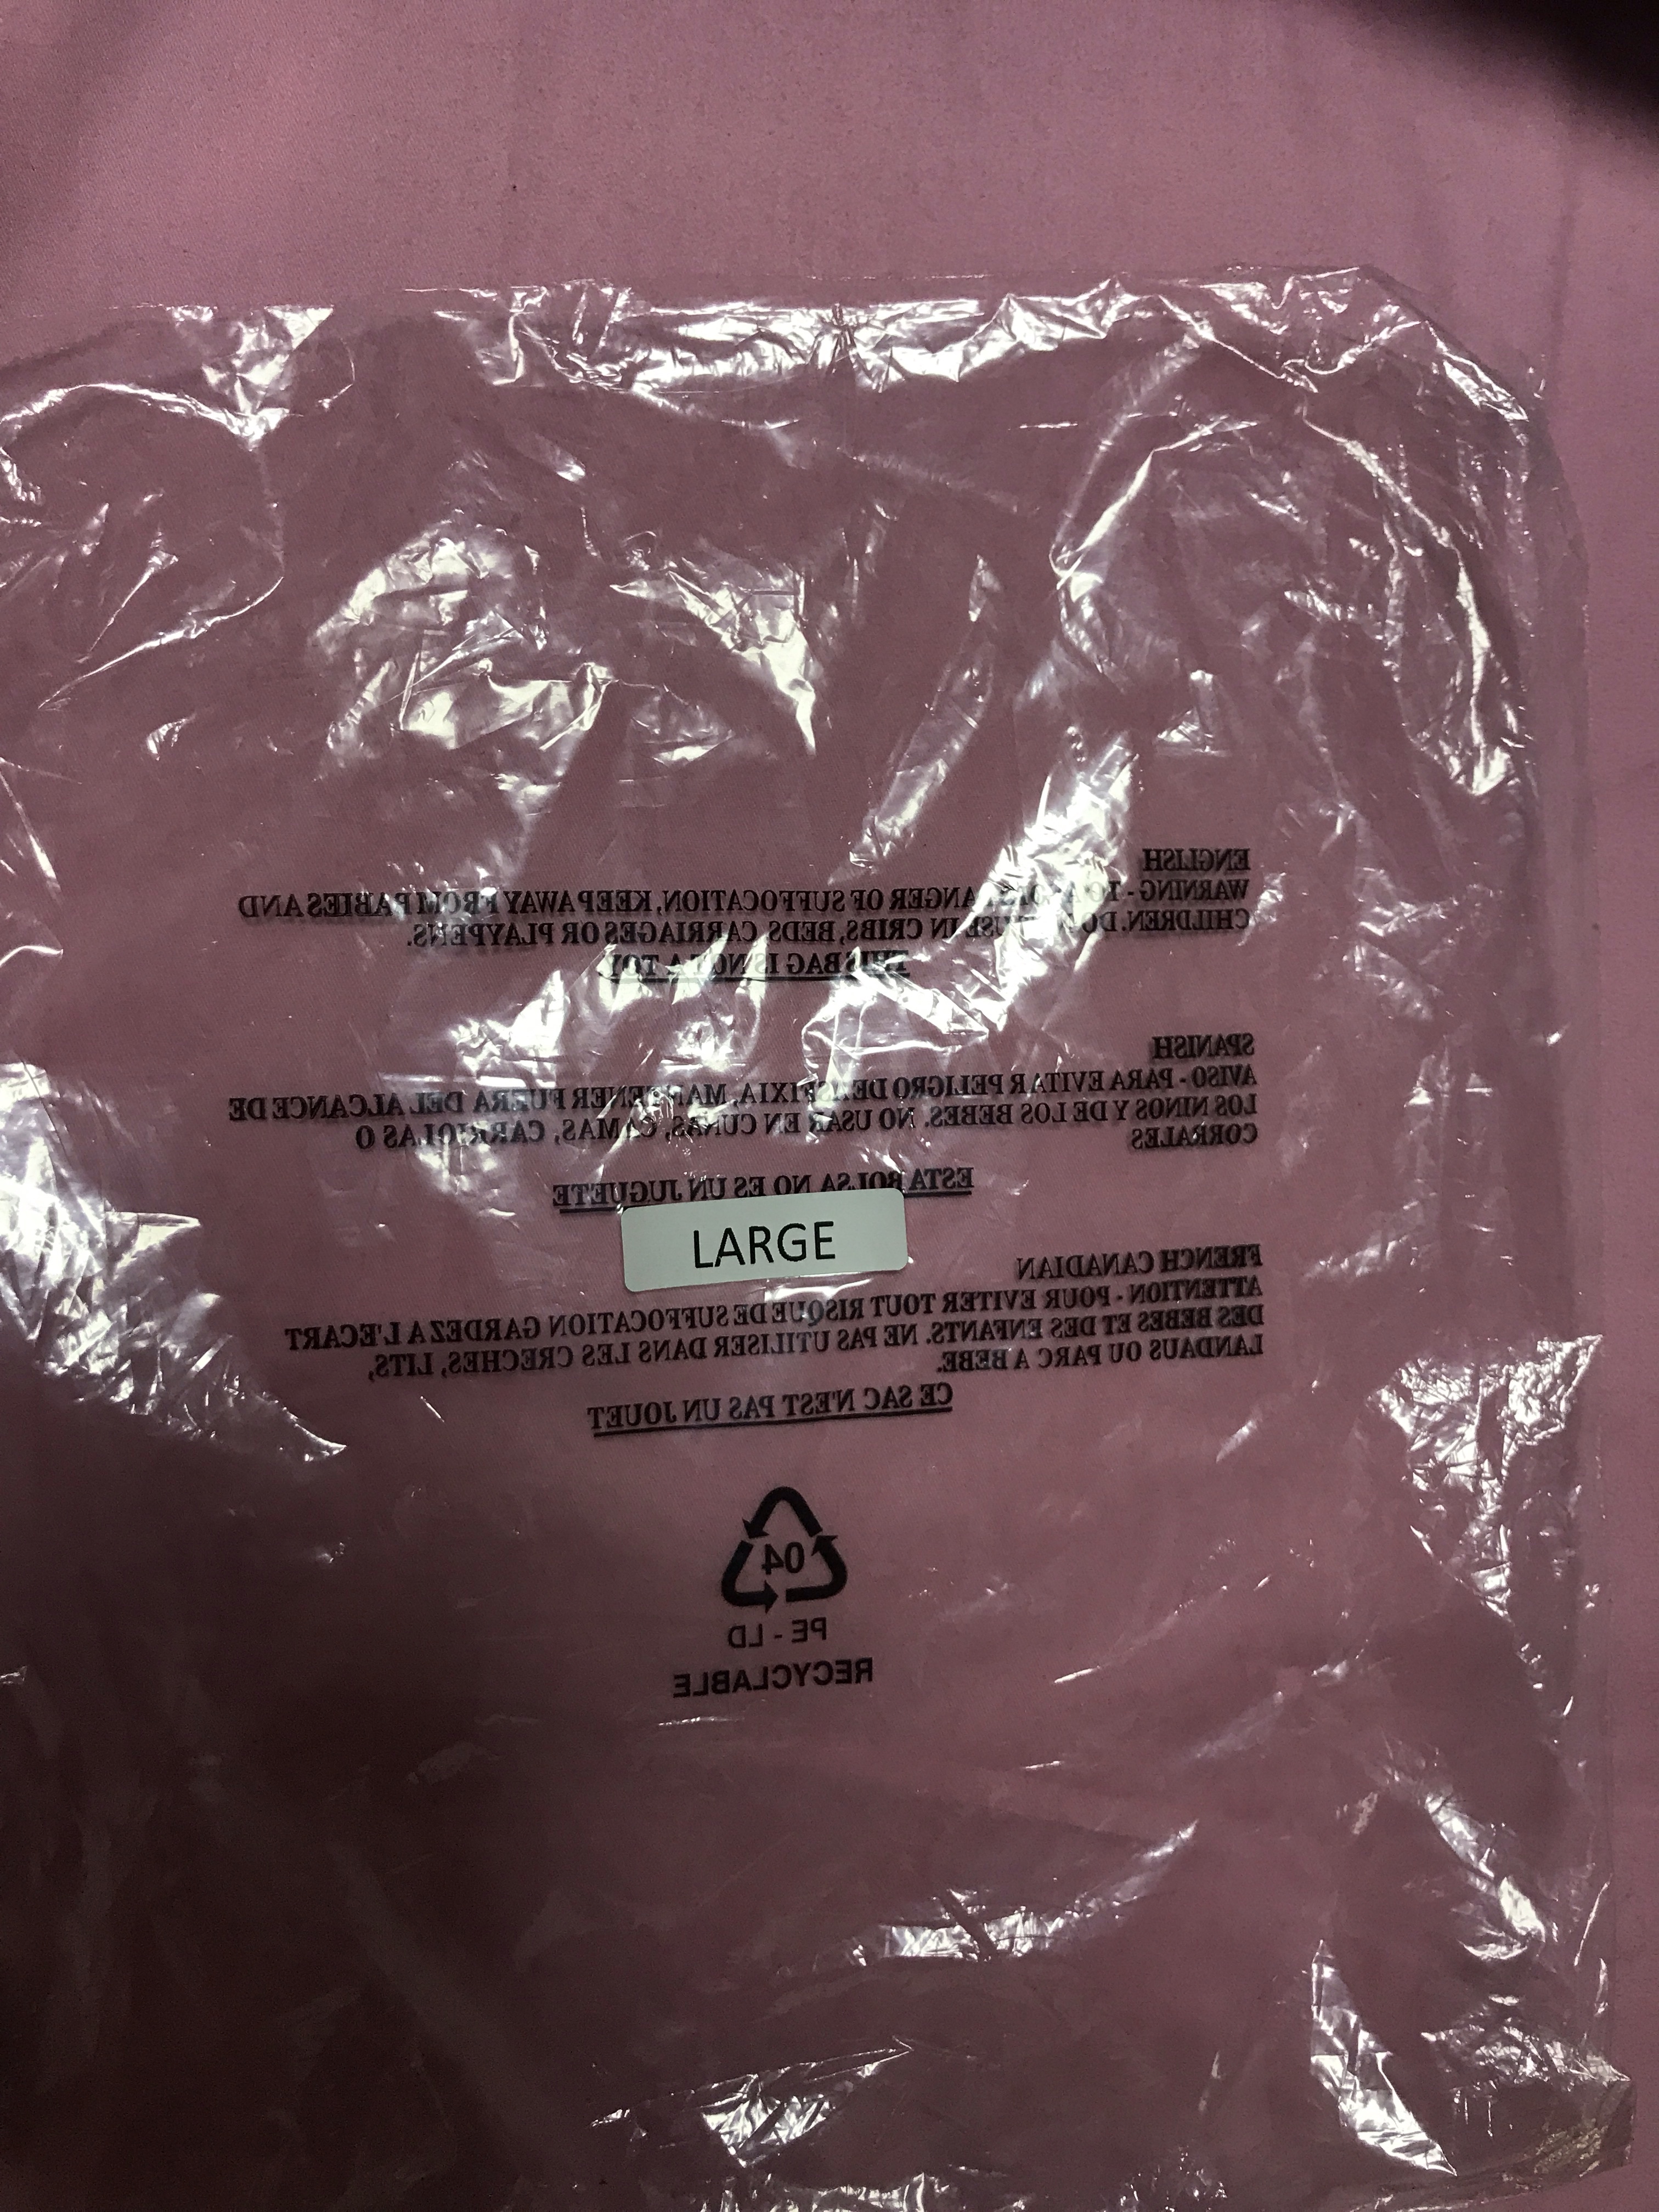 ENGLISH
WARNING - TO AVOID DANGER OF SUFFOCATION, KEEP AWAY FROM BABIES AND
CHILDREN. DO NOT USE IN CRIBS, BEDS, CARRIAGES OR PLAYPENS.
THIS BAG IS NOT A TOY.
SPANISH
AVISO - PARA EVITAR PELIGRO DE ASFIXIA, MANTENER FUERA DEL ALCANCE DE
LOS NINOS Y DE LOS BEBES. NO USAR EN CUNAS, CAMAS, CARRIOLAS O
CORRALES
ESTA BOLSA NO ES UN JUGUETE
LARGE
FRENCH CANADIAN
ATTENTION - POUR EVITER TOUT RISQUE DE SUFFOCATION GARDEZ A L'ECART
DES BEBES ET DES ENFANTS. NE PAS UTILISER DANS LES CRECHES, LITS,
LANDAUS OU PARC A BEBE.
CE SAC N'EST PAS UN JOUET
04
PE - LD
RECYCLABLE